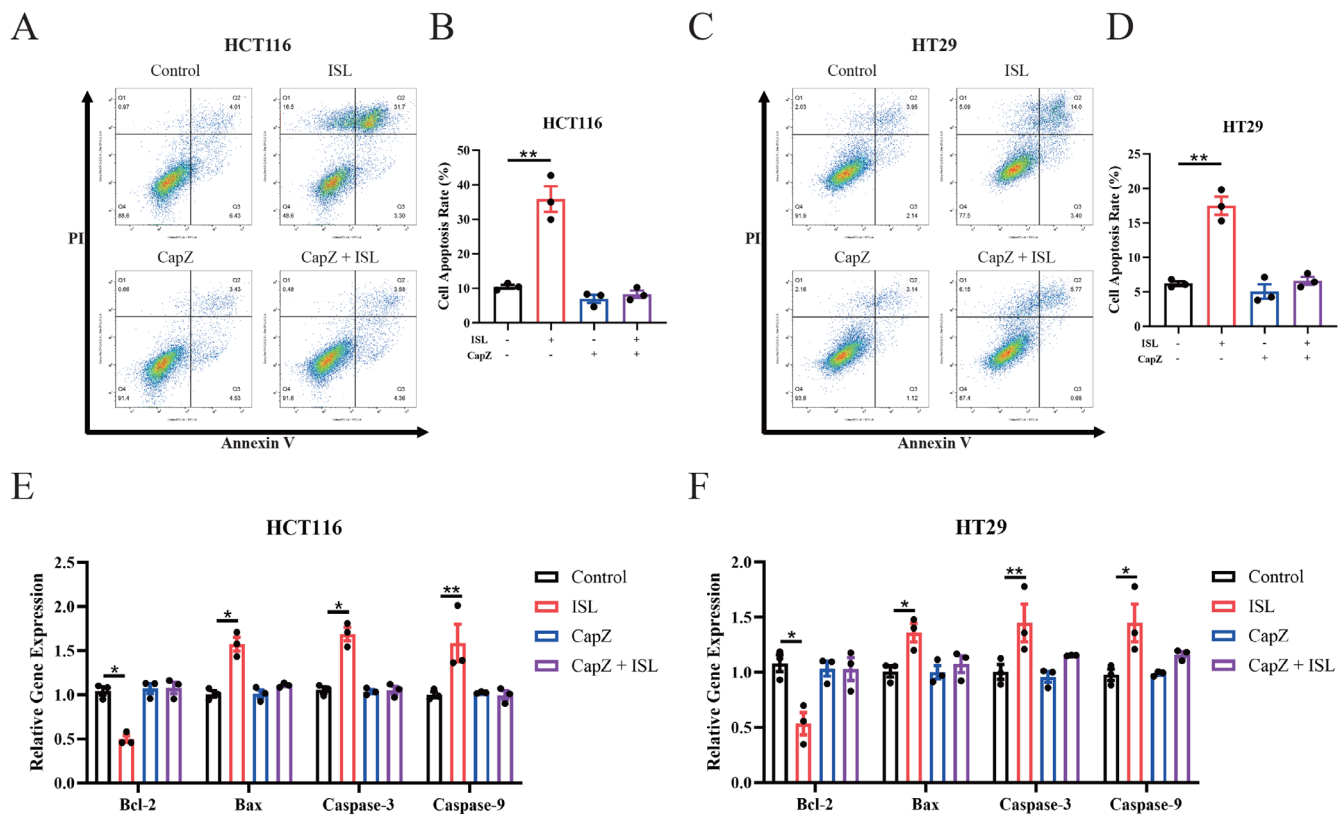 A
HCT116
Control
ISL
Q1
0.97
Q2
4.01
Q4
88.6
Q3
6.43
Q1
16.5
Q2
31.7
Q4
48.6
Q3
3.30
CapZ
CapZ + ISL
Q1
0.66
Q2
3.43
Q4
91.4
Q3
4.53
Q1
0.48
Q2
3.58
Q4
91.6
Q3
4.36
PI
Annexin V
B
HCT116
Cell Apoptosis Rate (%)
50
40
30
20
10
0
**
ISL - + - +
CapZ - - + +
C
HT29
Control
ISL
Q1
2.03
Q2
3.95
Q4
91.9
Q3
2.14
Q1
5.09
Q2
14.0
Q4
77.5
Q3
3.40
CapZ
CapZ + ISL
Q1
2.16
Q2
3.14
Q4
93.6
Q3
1.12
Q1
6.15
Q2
5.77
Q4
87.4
Q3
0.68
PI
Annexin V
D
HT29
Cell Apoptosis Rate (%)
25
20
15
10
5
0
**
ISL - + - +
CapZ - - + +
E
HCT116
Relative Gene Expression
2.5
2.0
1.5
1.0
0.5
0.0
*
*
*
**
Bcl-2 Bax Caspase-3 Caspase-9
Control
ISL
CapZ
CapZ + ISL
F
HT29
Relative Gene Expression
2.0
1.5
1.0
0.5
0.0
*
*
**
*
Bcl-2 Bax Caspase-3 Caspase-9
Control
ISL
CapZ
CapZ + ISL